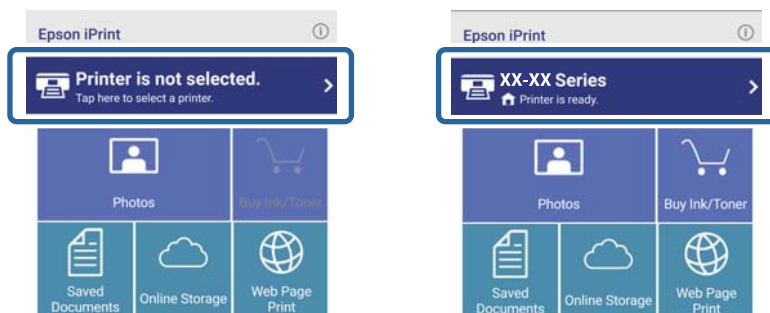 Epson iPrint
Printer is not selected.
Tap here to select a printer.
Photos
Buy Ink/Toner
Saved
Documents
Online Storage
Web Page
Print
Epson iPrint
XX-XX Series
Printer is ready.
Photos
Buy Ink/Toner
Saved
Documents
Online Storage
Web Page
Print